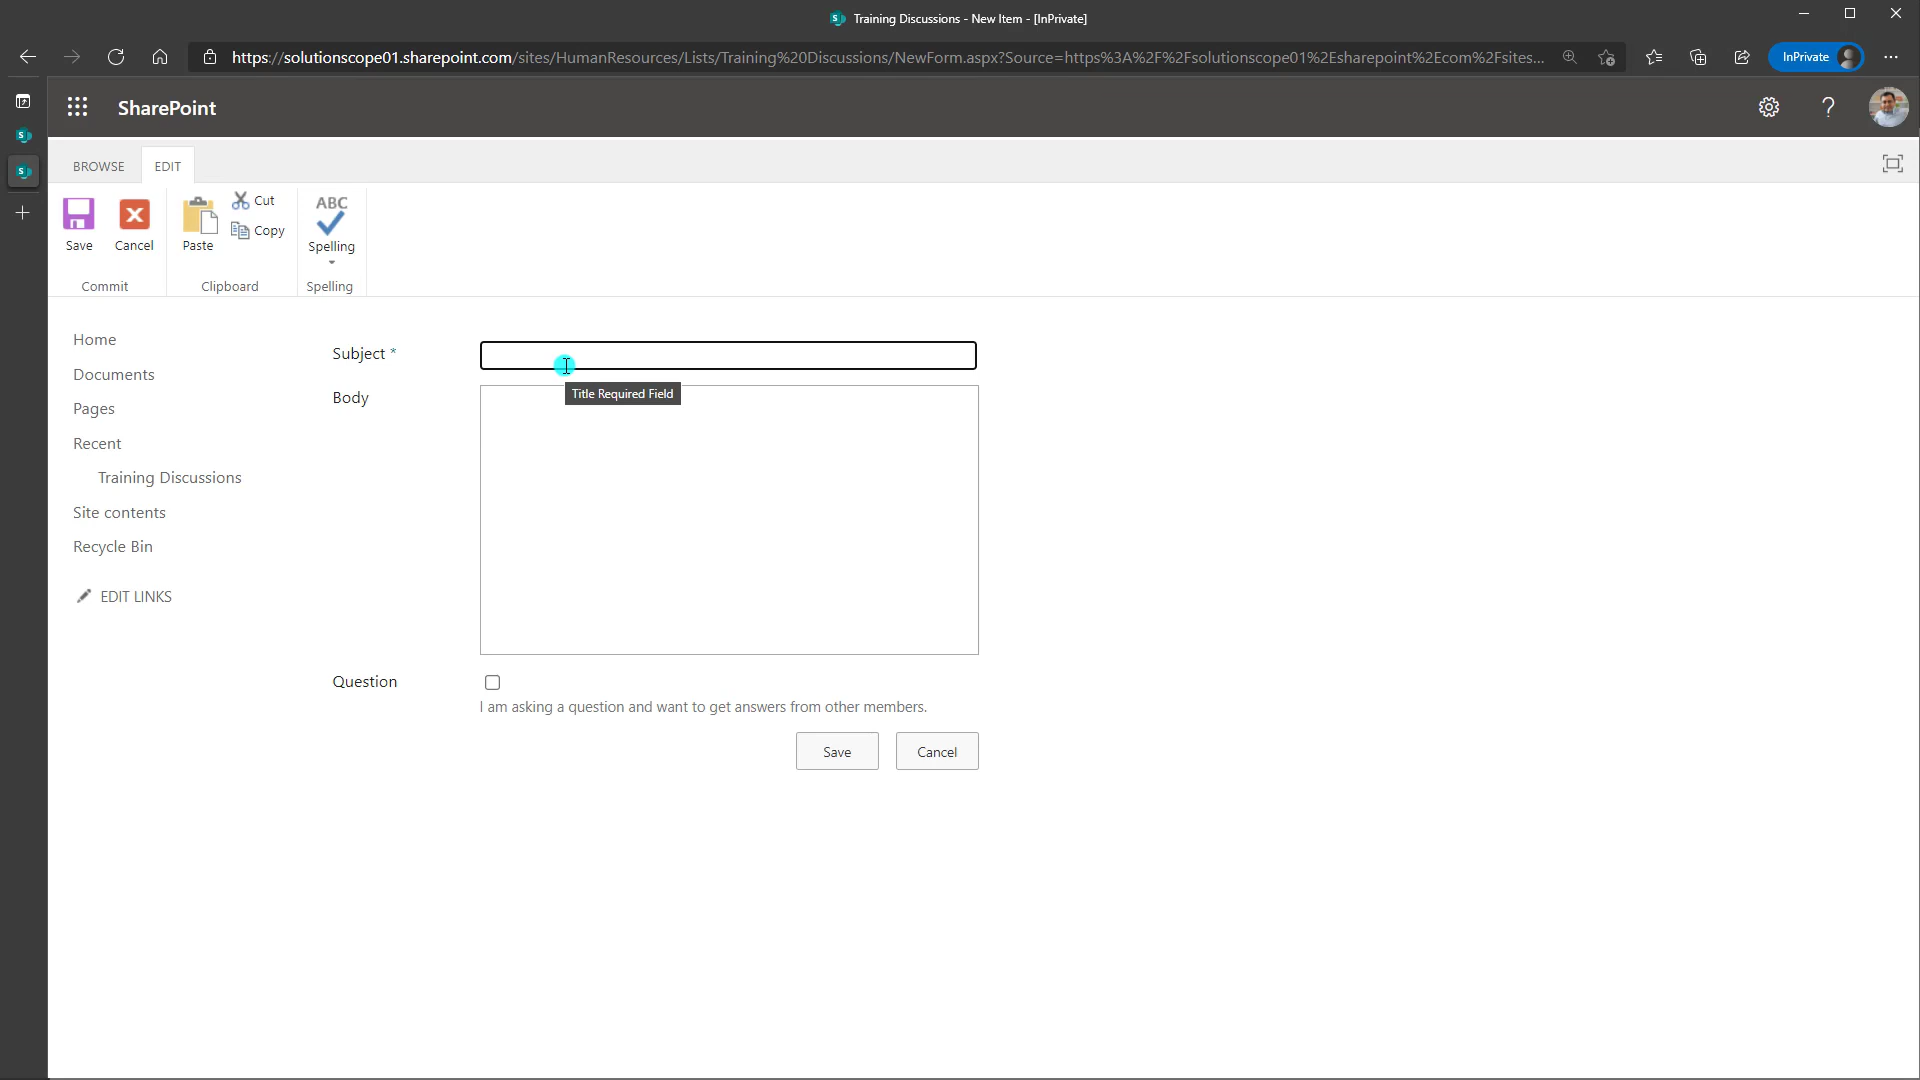 Training Discussions - New Item - [InPrivate]
https://solutionscope01.sharepoint.com/sites/HumanResources/Lists/Training%20Discussions/NewForm.aspx?Source=https%3A%2F%2Fsolutionscope01%2Esharepoint%2Ecom%2Fsites...
InPrivate
SharePoint
BROWSE
EDIT
Save
Cancel
Paste
Cut
Copy
ABC
Spelling
Commit
Clipboard
Spelling
Home
Documents
Pages
Recent
Training Discussions
Site contents
Recycle Bin
EDIT LINKS
Subject *
Title Required Field
Body
Question
I am asking a question and want to get answers from other members.
Save
Cancel